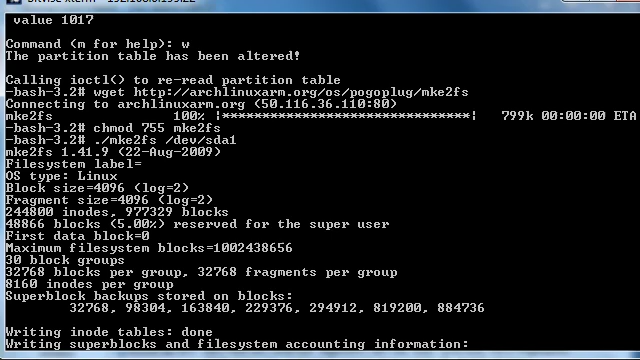 Bitvise xterm - 192.168.0.199:22
value 1017
Command (m for help): w
The partition table has been altered!
Calling ioctl() to re-read partition table
-bash-3.2# wget http://archlinuxarm.org/os/pogoplug/mke2fs
Connecting to archlinuxarm.org (50.116.36.110:80)
mke2fs 100% |*******************************| 799k 00:00:00 ETA
-bash-3.2# chmod 755 mke2fs
-bash-3.2# ./mke2fs /dev/sda1
mke2fs 1.41.9 (22-Aug-2009)
Filesystem label=
OS type: Linux
Block size=4096 (log=2)
Fragment size=4096 (log=2)
244800 inodes, 977329 blocks
48866 blocks (5.00%) reserved for the super user
First data block=0
Maximum filesystem blocks=1002438656
30 block groups
32768 blocks per group, 32768 fragments per group
8160 inodes per group
Superblock backups stored on blocks:
32768, 98304, 163840, 229376, 294912, 819200, 884736
Writing inode tables: done
Writing superblocks and filesystem accounting information: